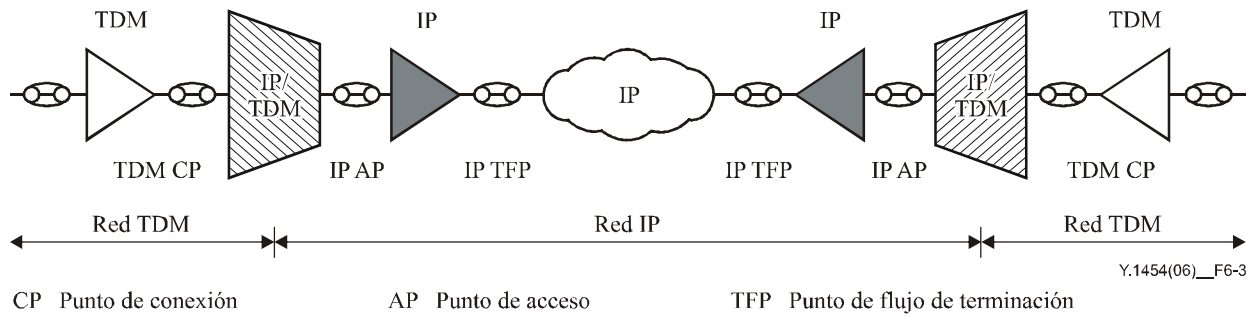 TDM IP IP TDM
IP/ TDM IP IP/ TDM
TDM CP IP AP IP TFP IP TFP IP AP TDM CP
Red TDM Red IP Red TDM
Y.1454(06)__F6-3
CP Punto de conexión AP Punto de acceso TFP Punto de flujo de terminación